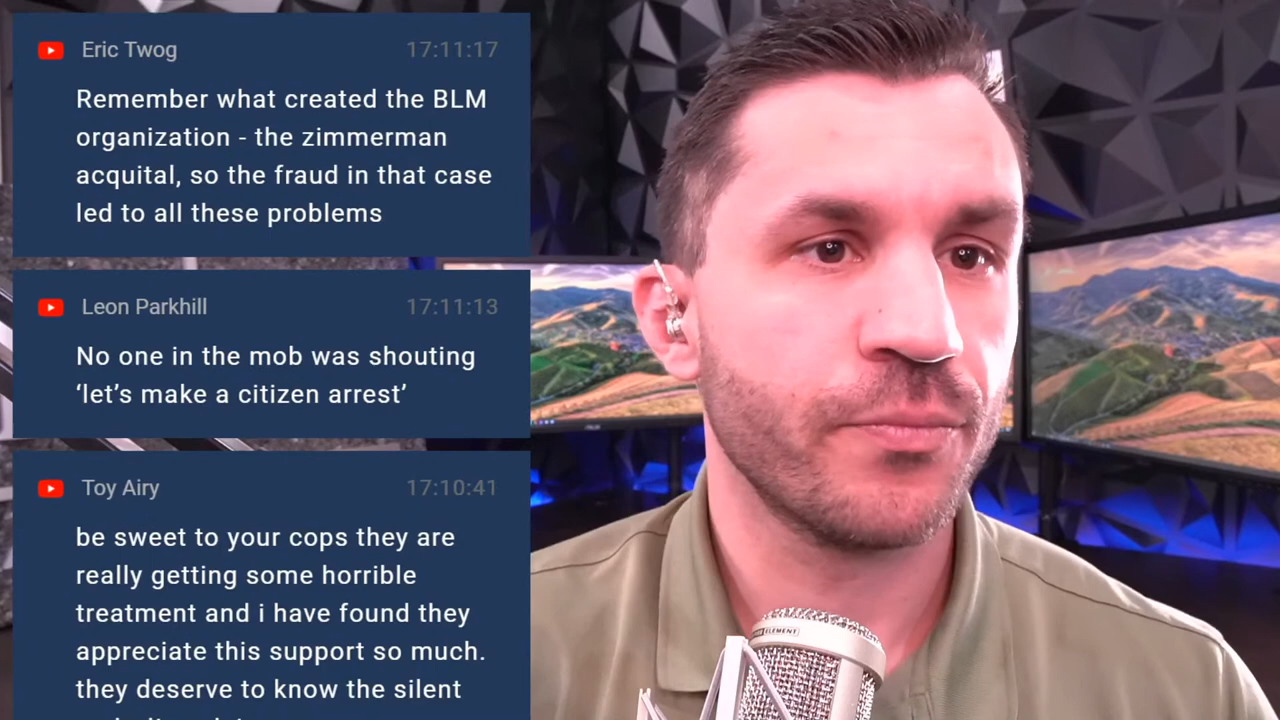 Eric Twog 17:11:17
Remember what created the BLM
organization - the zimmerman
acquital, so the fraud in that case
led to all these problems
Leon Parkhill 17:11:13
No one in the mob was shouting
‘let’s make a citizen arrest’
Toy Airy 17:10:41
be sweet to your cops they are
really getting some horrible
treatment and i have found they
appreciate this support so much.
they deserve to know the silent
ELEMENT